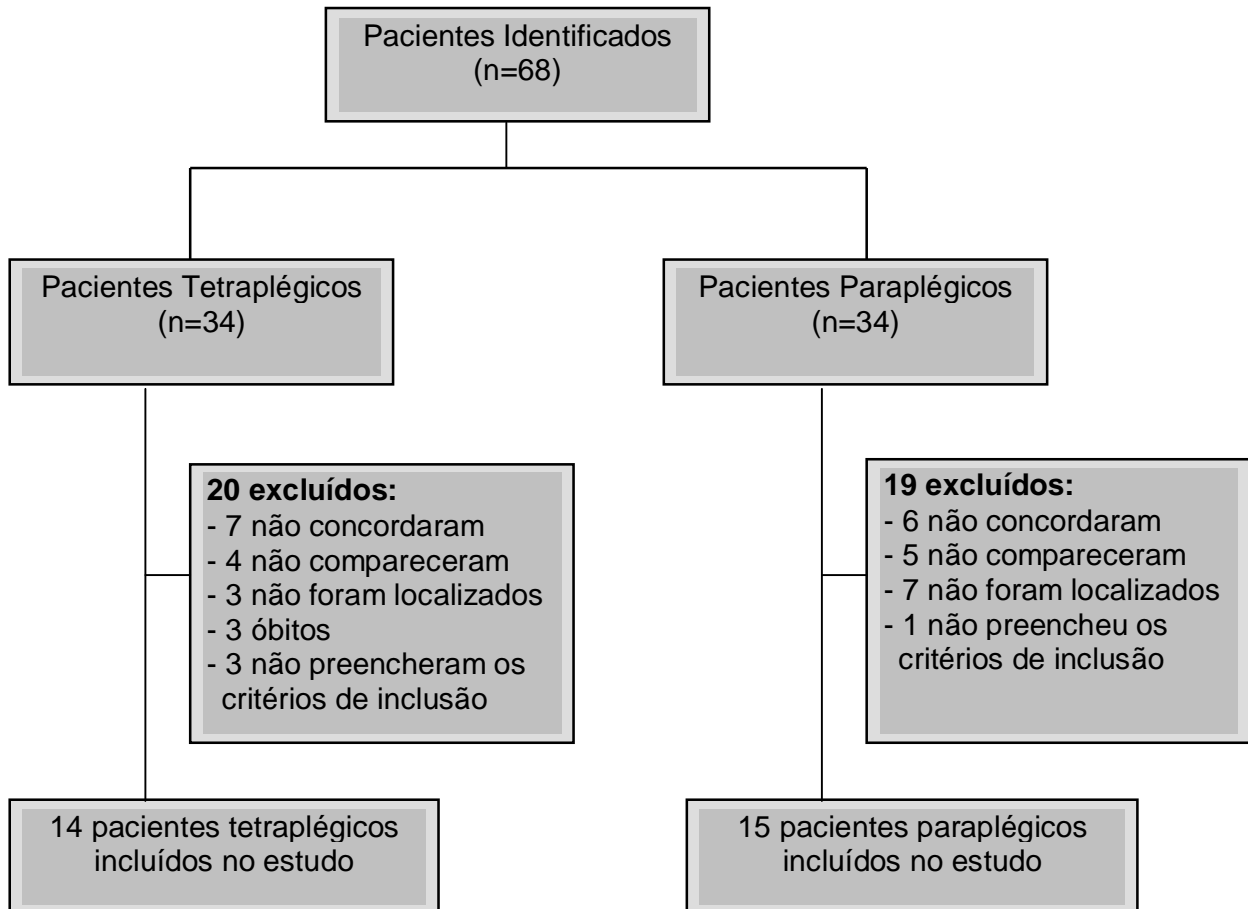 Pacientes Identificados
(n=68)
Pacientes Tetraplégicos
(n=34)
Pacientes Paraplégicos
(n=34)
20 excluídos:
- 7 não concordaram
- 4 não compareceram
- 3 não foram localizados
- 3 óbitos
- 3 não preencheram os
critérios de inclusão
19 excluídos:
- 6 não concordaram
- 5 não compareceram
- 7 não foram localizados
- 1 não preencheu os
critérios de inclusão
14 pacientes tetraplégicos
incluídos no estudo
15 pacientes paraplégicos
incluídos no estudo